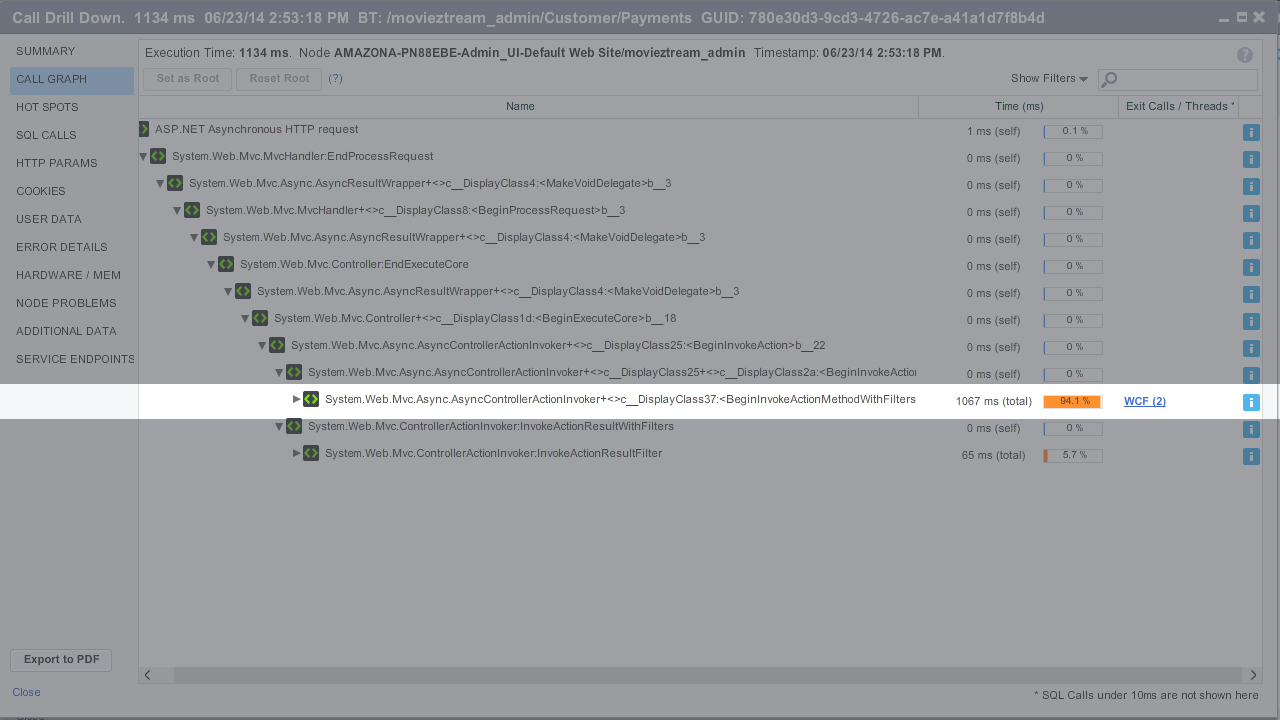 Call Drill Down.  1134 ms  06/23/14 2:53:18 PM  BT: /movieztream_admin/Customer/Payments  GUID: 780e30d3-9cd3-4726-ac7e-a41a1d7f8b4d
SUMMARY
CALL GRAPH
HOT SPOTS
SQL CALLS
HTTP PARAMS
COOKIES
USER DATA
ERROR DETAILS
HARDWARE / MEM
NODE PROBLEMS
ADDITIONAL DATA
SERVICE ENDPOINTS
Execution Time: 1134 ms.  Node AMAZONA-PN88EBE-Admin_UI-Default Web Site/movieztream_admin  Timestamp: 06/23/14 2:53:18 PM.
Set as Root  Reset Root  (?)  Show Filters
Name  Time (ms)  Exit Calls / Threads *
ASP.NET Asynchronous HTTP request  1 ms (self)  0.1 %
System.Web.Mvc.MvcHandler:EndProcessRequest  0 ms (self)  0 %
System.Web.Mvc.Async.AsyncResultWrapper+<>c__DisplayClass4:<MakeVoidDelegate>b__3  0 ms (self)  0 %
System.Web.Mvc.MvcHandler+<>c__DisplayClass8:<BeginProcessRequest>b__3  0 ms (self)  0 %
System.Web.Mvc.Async.AsyncResultWrapper+<>c__DisplayClass4:<MakeVoidDelegate>b__3  0 ms (self)  0 %
System.Web.Mvc.Controller:EndExecuteCore  0 ms (self)  0 %
System.Web.Mvc.Async.AsyncResultWrapper+<>c__DisplayClass4:<MakeVoidDelegate>b__3  0 ms (self)  0 %
System.Web.Mvc.Controller+<>c__DisplayClass1d:<BeginExecuteCore>b__18  0 ms (self)  0 %
System.Web.Mvc.Async.AsyncControllerActionInvoker+<>c__DisplayClass25:<BeginInvokeAction>b__22  0 ms (self)  0 %
System.Web.Mvc.Async.AsyncControllerActionInvoker+<>c__DisplayClass25+<>c__DisplayClass2a:<BeginInvokeAction  0 ms (self)  0 %
System.Web.Mvc.Async.AsyncControllerActionInvoker+<>c__DisplayClass37:<BeginInvokeActionMethodWithFilters  1067 ms (total)  94.1 %  WCF (2)
System.Web.Mvc.ControllerActionInvoker:InvokeActionResultWithFilters  0 ms (self)  0 %
System.Web.Mvc.ControllerActionInvoker:InvokeActionResultFilter  65 ms (total)  5.7 %
Export to PDF
Close
* SQL Calls under 10ms are not shown here